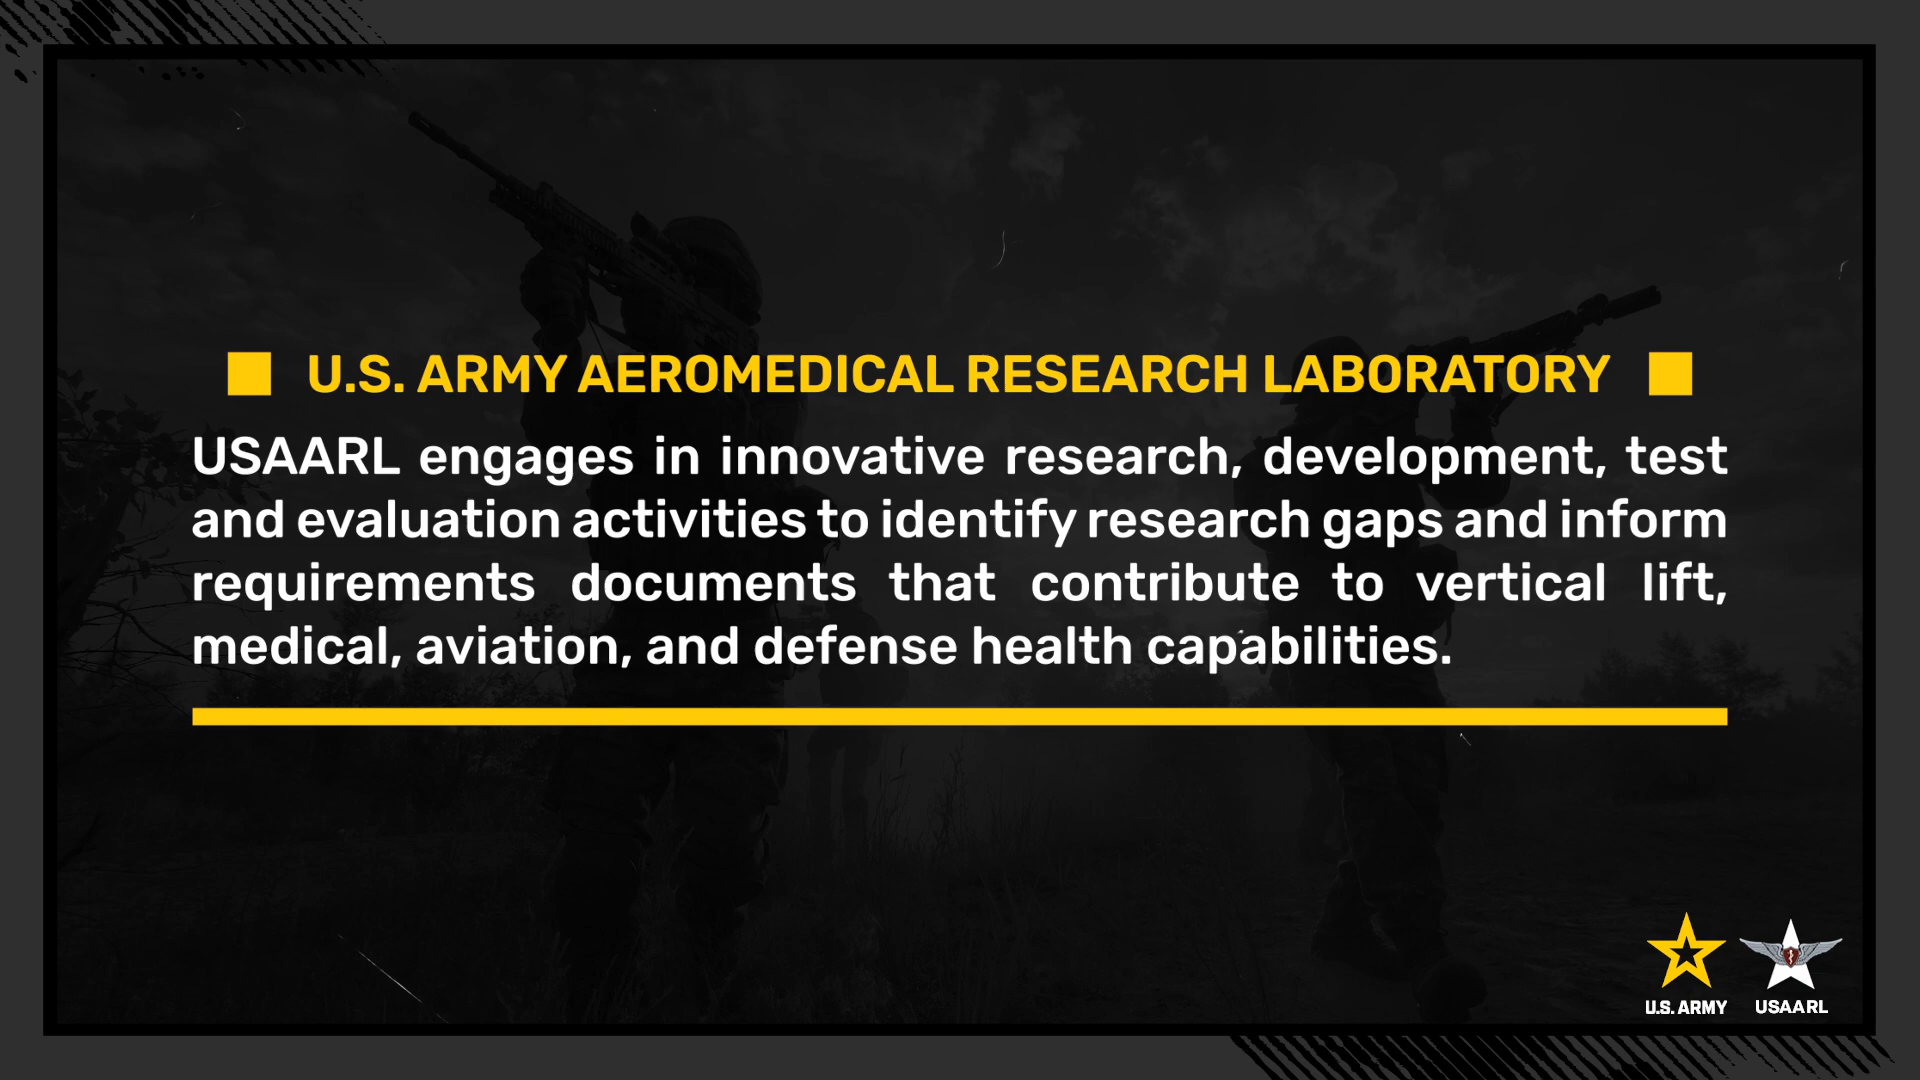 U.S. ARMY AEROMEDICAL RESEARCH LABORATORY
USAARL engages in innovative research, development, test
and evaluation activities to identify research gaps and inform
requirements documents that contribute to vertical lift,
medical, aviation, and defense health capabilities.
U.S. ARMY
USAARL